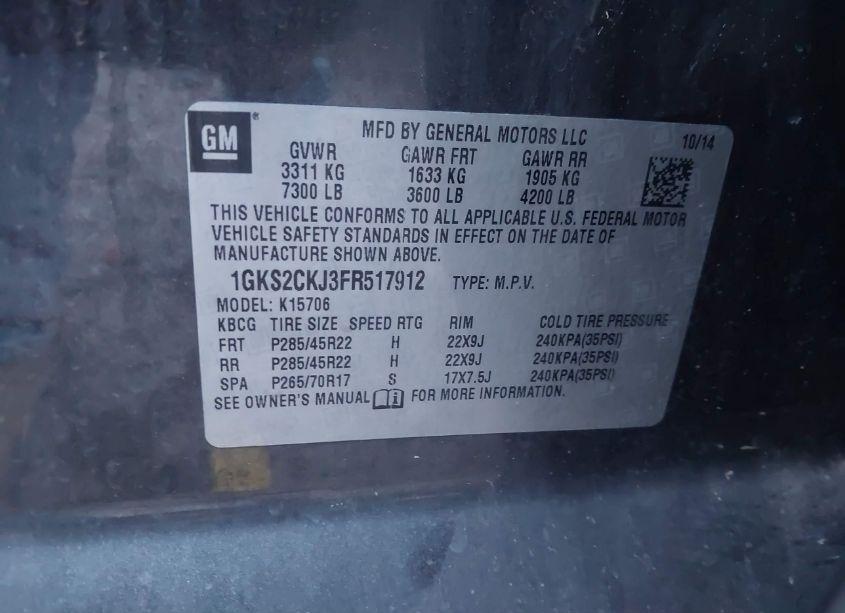 GM
MFD BY GENERAL MOTORS LLC 10/14
GVWR GAWR FRT GAWR RR
3311 KG 1633 KG 1905 KG
7300 LB 3600 LB 4200 LB
THIS VEHICLE CONFORMS TO ALL APPLICABLE U.S. FEDERAL MOTOR
VEHICLE SAFETY STANDARDS IN EFFECT ON THE DATE OF
MANUFACTURE SHOWN ABOVE.
1GKS2CKJ3FR517912 TYPE: M.P.V.
MODEL: K15706
KBCG TIRE SIZE SPEED RTG RIM COLD TIRE PRESSURE
FRT P285/45R22 H 22X9J 240KPA(35PSI)
RR P285/45R22 H 22X9J 240KPA(35PSI)
SPA P265/70R17 S 17X7.5J 240KPA(35PSI)
SEE OWNER'S MANUAL i FOR MORE INFORMATION.